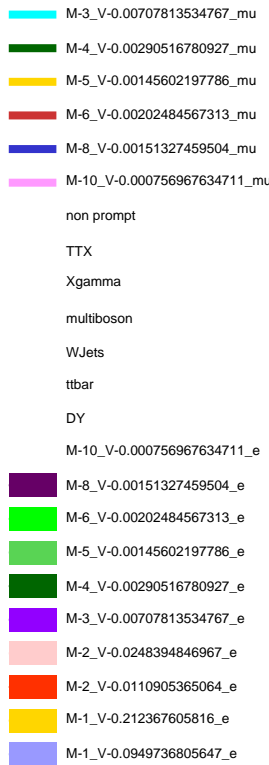 M-3_V-0.00707813534767_mu
M-4_V-0.00290516780927_mu
M-5_V-0.00145602197786_mu
M-6_V-0.00202484567313_mu
M-8_V-0.00151327459504_mu
M-10_V-0.000756967634711_mu
non prompt
TTX
Xgamma
multiboson
WJets
ttbar
DY
M-10_V-0.000756967634711_e
M-8_V-0.00151327459504_e
M-6_V-0.00202484567313_e
M-5_V-0.00145602197786_e
M-4_V-0.00290516780927_e
M-3_V-0.00707813534767_e
M-2_V-0.0248394846967_e
M-2_V-0.0110905365064_e
M-1_V-0.212367605816_e
M-1_V-0.0949736805647_e